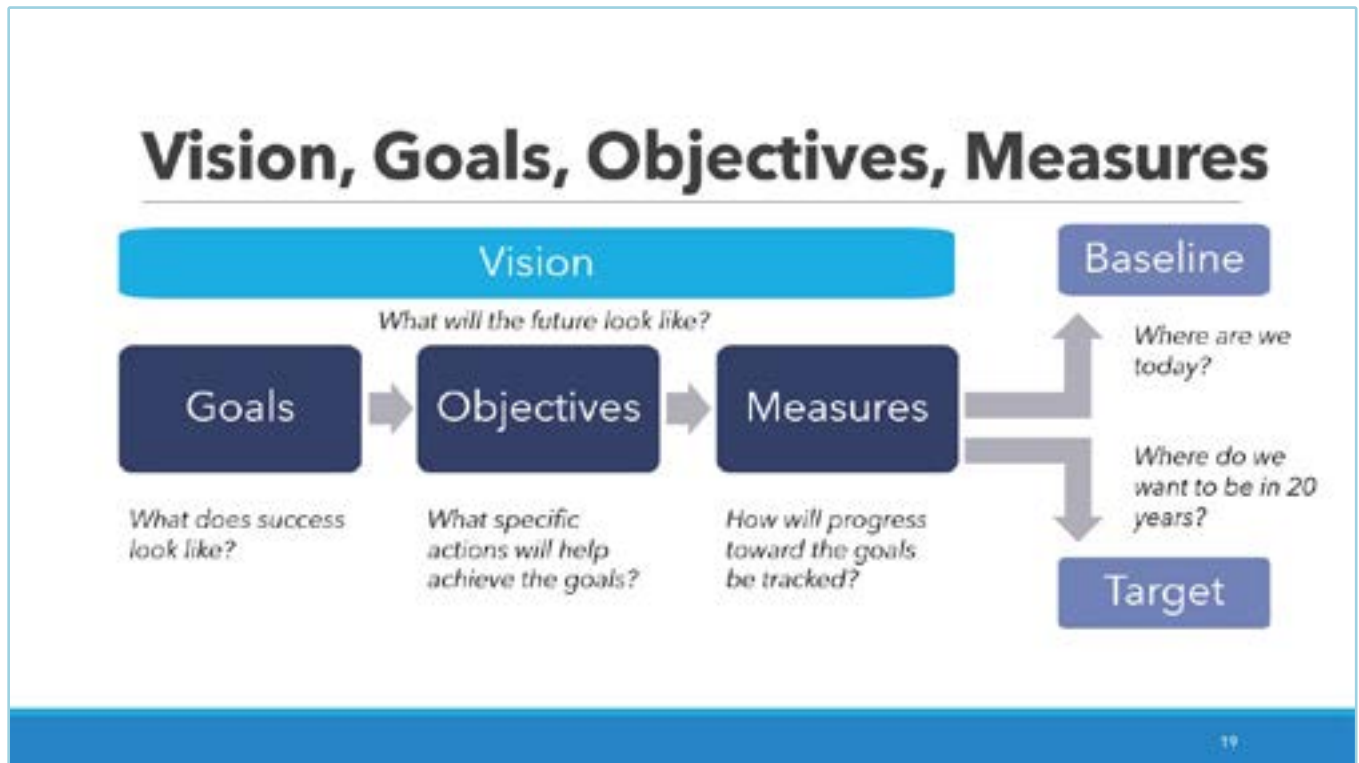 Vision, Goals, Objectives, Measures
Vision
What will the future look like?
Goals
Objectives
Measures
What does success
look like?
What specific
actions will help
achieve the goals?
How will progress
toward the goals
be tracked?
Baseline
Where are we
today?
Where do we
want to be in 20
years?
Target
19